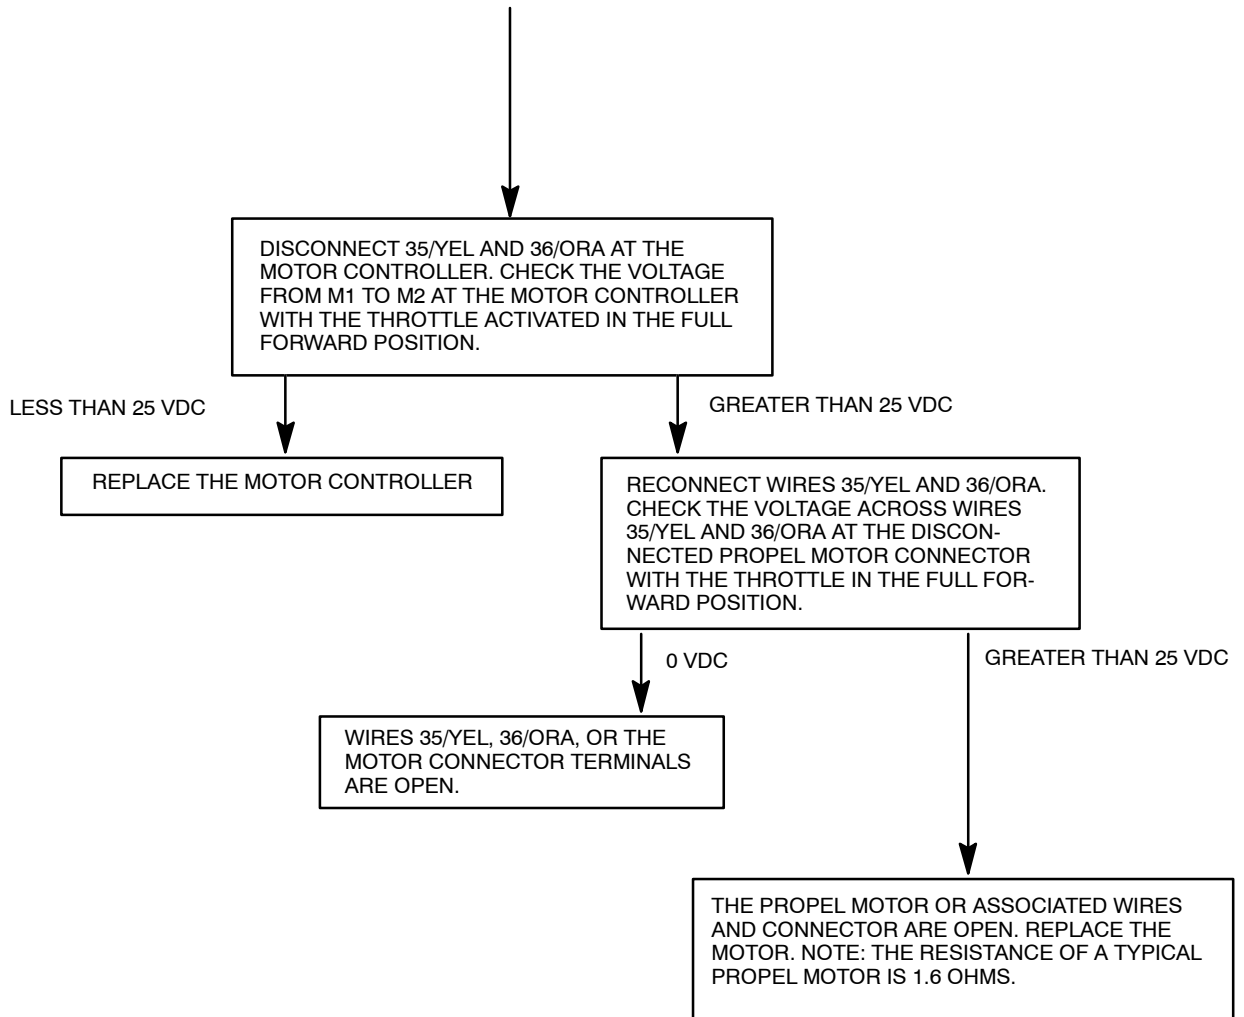 DISCONNECT 35/YEL AND 36/ORA AT THE
MOTOR CONTROLLER. CHECK THE VOLTAGE
FROM M1 TO M2 AT THE MOTOR CONTROLLER
WITH THE THROTTLE ACTIVATED IN THE FULL
FORWARD POSITION.
LESS THAN 25 VDC
GREATER THAN 25 VDC
REPLACE THE MOTOR CONTROLLER
RECONNECT WIRES 35/YEL AND 36/ORA.
CHECK THE VOLTAGE ACROSS WIRES
35/YEL AND 36/ORA AT THE DISCON-
NECTED PROPEL MOTOR CONNECTOR
WITH THE THROTTLE IN THE FULL FOR-
WARD POSITION.
0 VDC
GREATER THAN 25 VDC
WIRES 35/YEL, 36/ORA, OR THE
MOTOR CONNECTOR TERMINALS
ARE OPEN.
THE PROPEL MOTOR OR ASSOCIATED WIRES
AND CONNECTOR ARE OPEN. REPLACE THE
MOTOR. NOTE: THE RESISTANCE OF A TYPICAL
PROPEL MOTOR IS 1.6 OHMS.